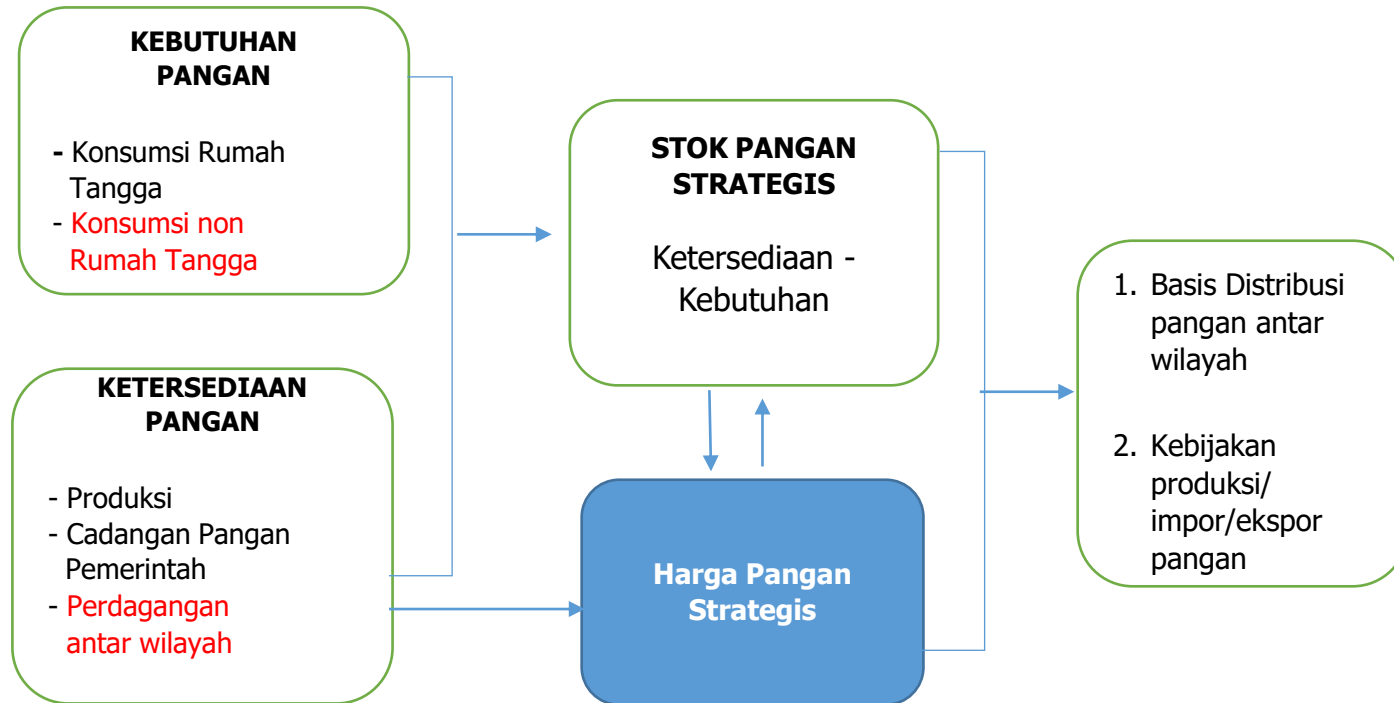 KEBUTUHAN
PANGAN
- Konsumsi Rumah
Tangga
- Konsumsi non
Rumah Tangga
KETERSEDIAAN
PANGAN
- Produksi
- Cadangan Pangan
Pemerintah
- Perdagangan
antar wilayah
STOK PANGAN
STRATEGIS
Ketersediaan -
Kebutuhan
Harga Pangan
Strategis
1. Basis Distribusi
pangan antar
wilayah
2. Kebijakan
produksi/
impor/ekspor
pangan